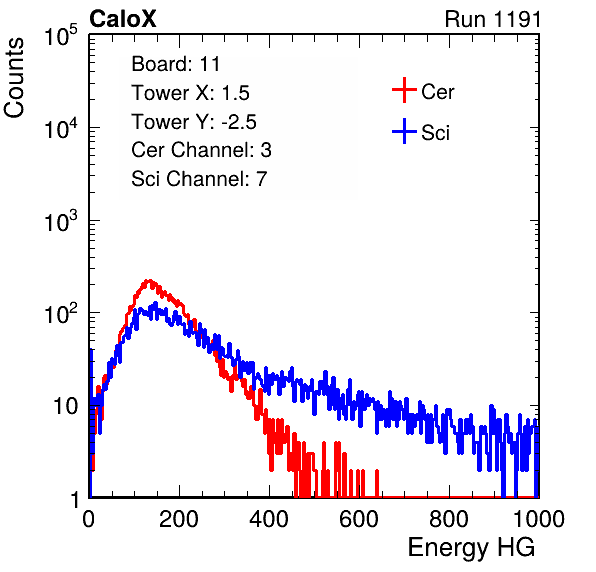 CaloX Run 1191
Counts
Board: 11
Tower X: 1.5
Tower Y: -2.5
Cer Channel: 3
Sci Channel: 7
Cer
Sci
10^5
10^4
10^3
10^2
10
1
0 200 400 600 800 1000
Energy HG